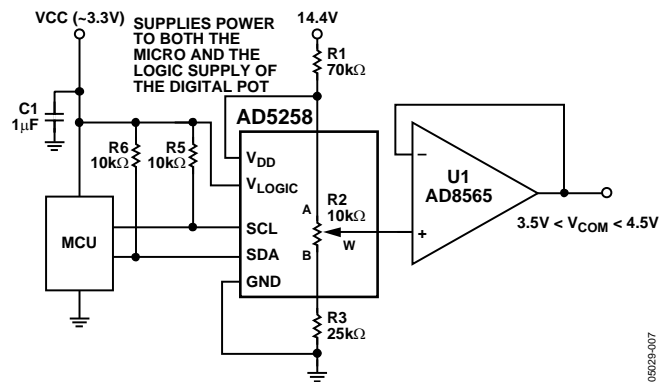 VCC (~3.3V)
SUPPLIES POWER
TO BOTH THE
MICRO AND THE
LOGIC SUPPLY OF
THE DIGITAL POT
14.4V
R1
70kΩ
C1
1μF
AD5258
R6
10kΩ
R5
10kΩ
VDD
VLOGIC
SCL
SDA
GND
MCU
A
R2
10kΩ
B
W
R3
25kΩ
–
+
U1
AD8565
3.5V < VCOM < 4.5V
05029-007